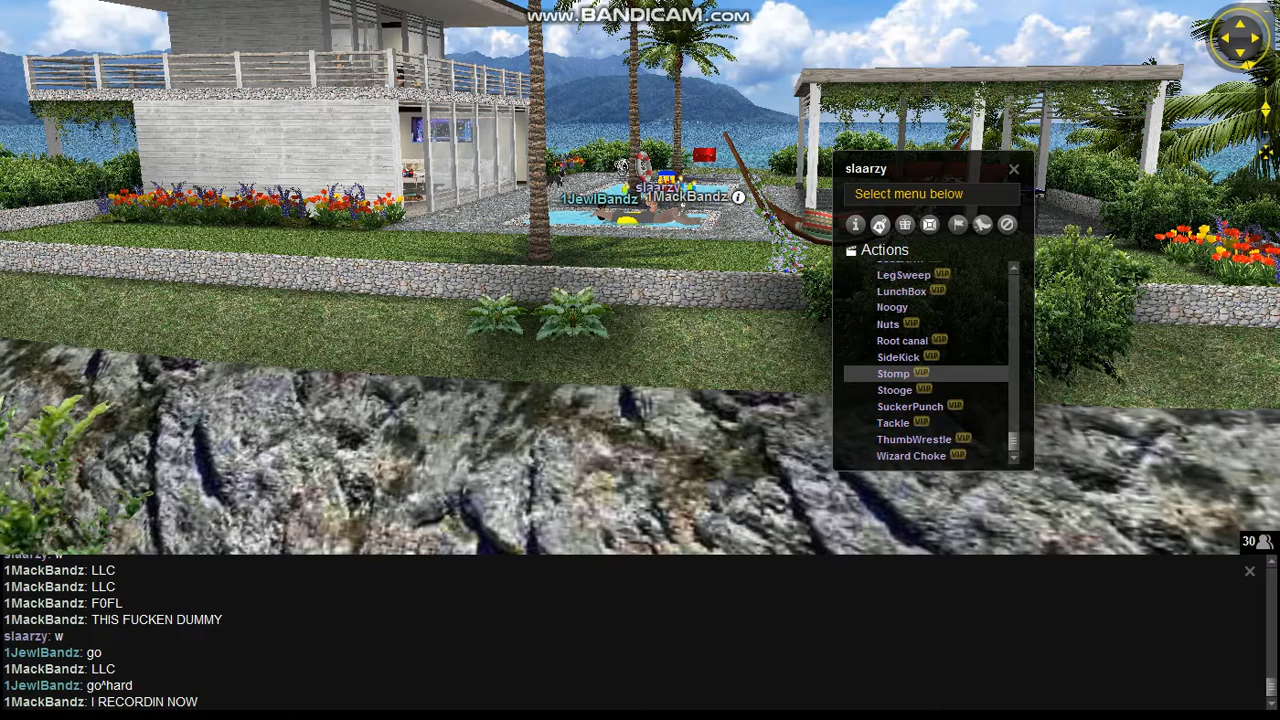 www.BANDICAM.com
slaarzy
Select menu below
slaarzy
1JewlBandz
1MackBandz
Actions
LegSweep VIP
LunchBox VIP
Noogy
Nuts VIP
Root canal VIP
SideKick VIP
Stomp VIP
Stooge VIP
SuckerPunch VIP
Tackle VIP
ThumbWrestle VIP
Wizard Choke VIP
30
slaarzy: w
1MackBandz: LLC
1MackBandz: LLC
1MackBandz: F0FL
1MackBandz: THIS FUCKEN DUMMY
slaarzy: w
1JewlBandz: go
1MackBandz: LLC
1JewlBandz: go^hard
1MackBandz: I RECORDIN NOW